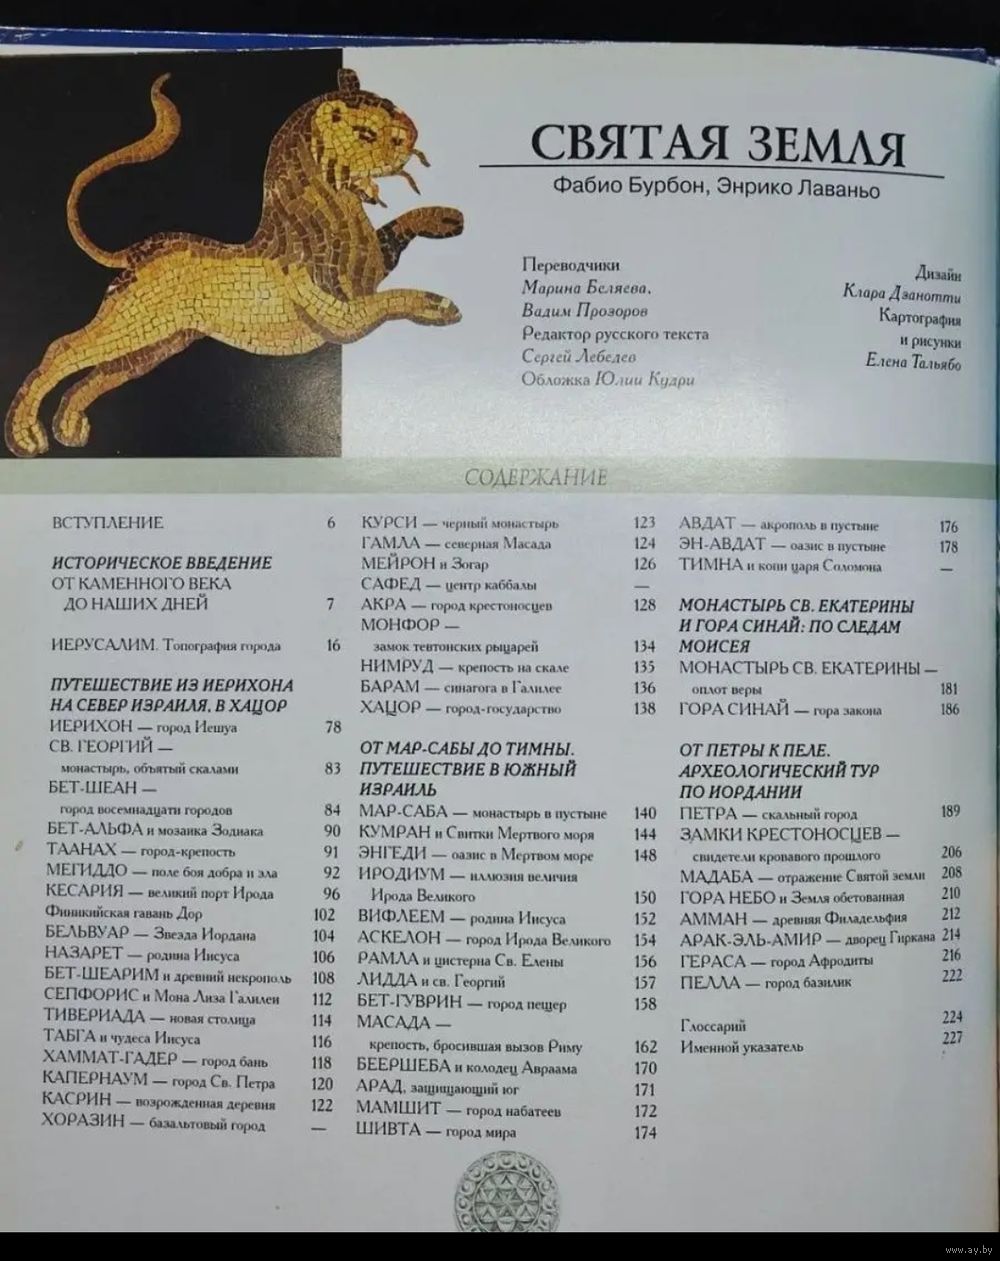 СВЯТАЯ ЗЕМЛЯ
Фабио Бурбон, Энрико Лаваньо
Переводчики
Марина Беляева,
Вадим Прозоров
Редактор русского текста
Сергей Лебедев
Обложка Юлии Кудри
Дизайн
Клара Дзанотти
Картография
и рисунки
Елена Тальябо
СОДЕРЖАНИЕ
ВСТУПЛЕНИЕ 6
ИСТОРИЧЕСКОЕ ВВЕДЕНИЕ
ОТ КАМЕННОГО ВЕКА
ДО НАШИХ ДНЕЙ 7
ИЕРУСАЛИМ. Топография города 16
ПУТЕШЕСТВИЕ ИЗ ИЕРИХОНА
НА СЕВЕР ИЗРАИЛЯ, В ХАЦОР
ИЕРИХОН — город Иешуа 78
СВ. ГЕОРГИЙ —
монастырь, объятый скалами 83
БЕТ-ШЕАН —
город восемнадцати городов 84
БЕТ-АЛЬФА и мозаика Зодиака 90
ТААНАХ — город-крепость 91
МЕГИДДО — поле боя добра и зла 92
КЕСАРИЯ — великий порт Ирода 96
Финикийская гавань Дор 102
БЕЛЬВУАР — Звезда Иордана 104
НАЗАРЕТ — родина Иисуса 106
БЕТ-ШЕАРИМ и древний некрополь 108
СЕПФОРИС и Мона Лиза Галилеи 112
ТИВЕРИАДА — новая столица 114
ТАБГА и чудеса Иисуса 116
ХАММАТ-ГАДЕР — город бань 118
КАПЕРНАУМ — город Св. Петра 120
КАСРИН — возрожденная деревня 122
ХОРАЗИН — базальтовый город —
КУРСИ — черный монастырь 123
ГАМЛА — северная Масада 124
МЕЙРОН и Зогар 126
САФЕД — центр каббалы —
АКРА — город крестоносцев 128
МОНФОР —
замок тевтонских рыцарей 134
НИМРУД — крепость на скале 135
БАРАМ — синагога в Галилее 136
ХАЦОР — город-государство 138
ОТ МАР-САБЫ ДО ТИМНЫ.
ПУТЕШЕСТВИЕ В ЮЖНЫЙ
ИЗРАИЛЬ
МАР-САБА — монастырь в пустыне 140
КУМРАН и Свитки Мертвого моря 144
ЭНГЕДИ — оазис в Мертвом море 148
ИРОДИУМ — иллюзия величия
Ирода Великого 150
ВИФЛЕЕМ — родина Иисуса 152
АСКЕЛОН — город Ирода Великого 154
РАМЛА и цистерна Св. Елены 156
ЛИДДА и св. Георгий 157
БЕТ-ГУВРИН — город пещер 158
МАСАДА —
крепость, бросившая вызов Риму 162
БЕЕРШЕБА и колодец Авраама 170
АРАД, защищающий юг 171
МАМШИТ — город набатеев 172
ШИВТА — город мира 174
АВДАТ — акрополь в пустыне 176
ЭН-АВДАТ — оазис в пустыне 178
ТИМНА и копи царя Соломона —
МОНАСТЫРЬ СВ. ЕКАТЕРИНЫ
И ГОРА СИНАЙ: ПО СЛЕДАМ
МОИСЕЯ
МОНАСТЫРЬ СВ. ЕКАТЕРИНЫ —
оплот веры 181
ГОРА СИНАЙ — гора закона 186
ОТ ПЕТРЫ К ПЕЛЕ.
АРХЕОЛОГИЧЕСКИЙ ТУР
ПО ИОРДАНИИ
ПЕТРА — скальный город 189
ЗАМКИ КРЕСТОНОСЦЕВ —
свидетели кровавого прошлого 206
МАДАБА — отражение Святой земли 208
ГОРА НЕБО и Земля обетованная 210
АММАН — древняя Филадельфия 212
АРАК-ЭЛЬ-АМИР — дворец Гиркана 214
ГЕРАСА — город Афродиты 216
ПЕЛЛА — город базилик 222
Глоссарий 224
Именной указатель 227
www.ay.by